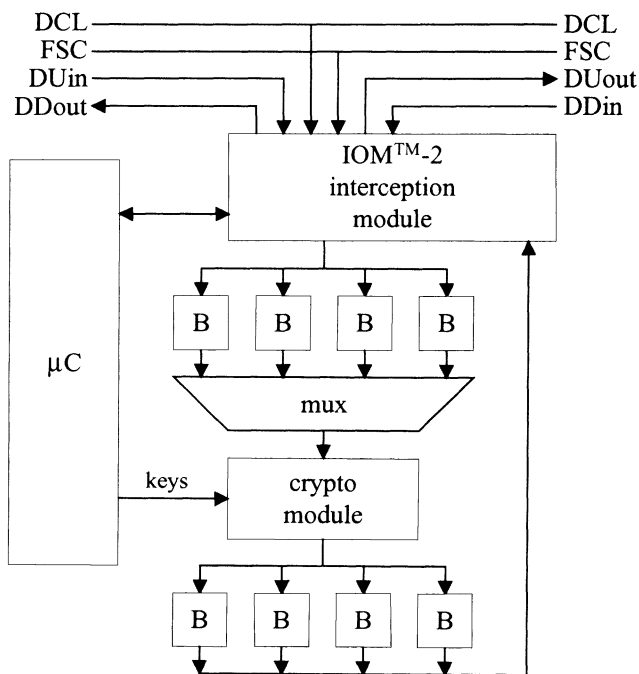 DCL DCL
FSC FSC
DUin DUout
DDout DDin
IOM™-2
interception
module
B B B B
µC
mux
keys
crypto
module
B B B B